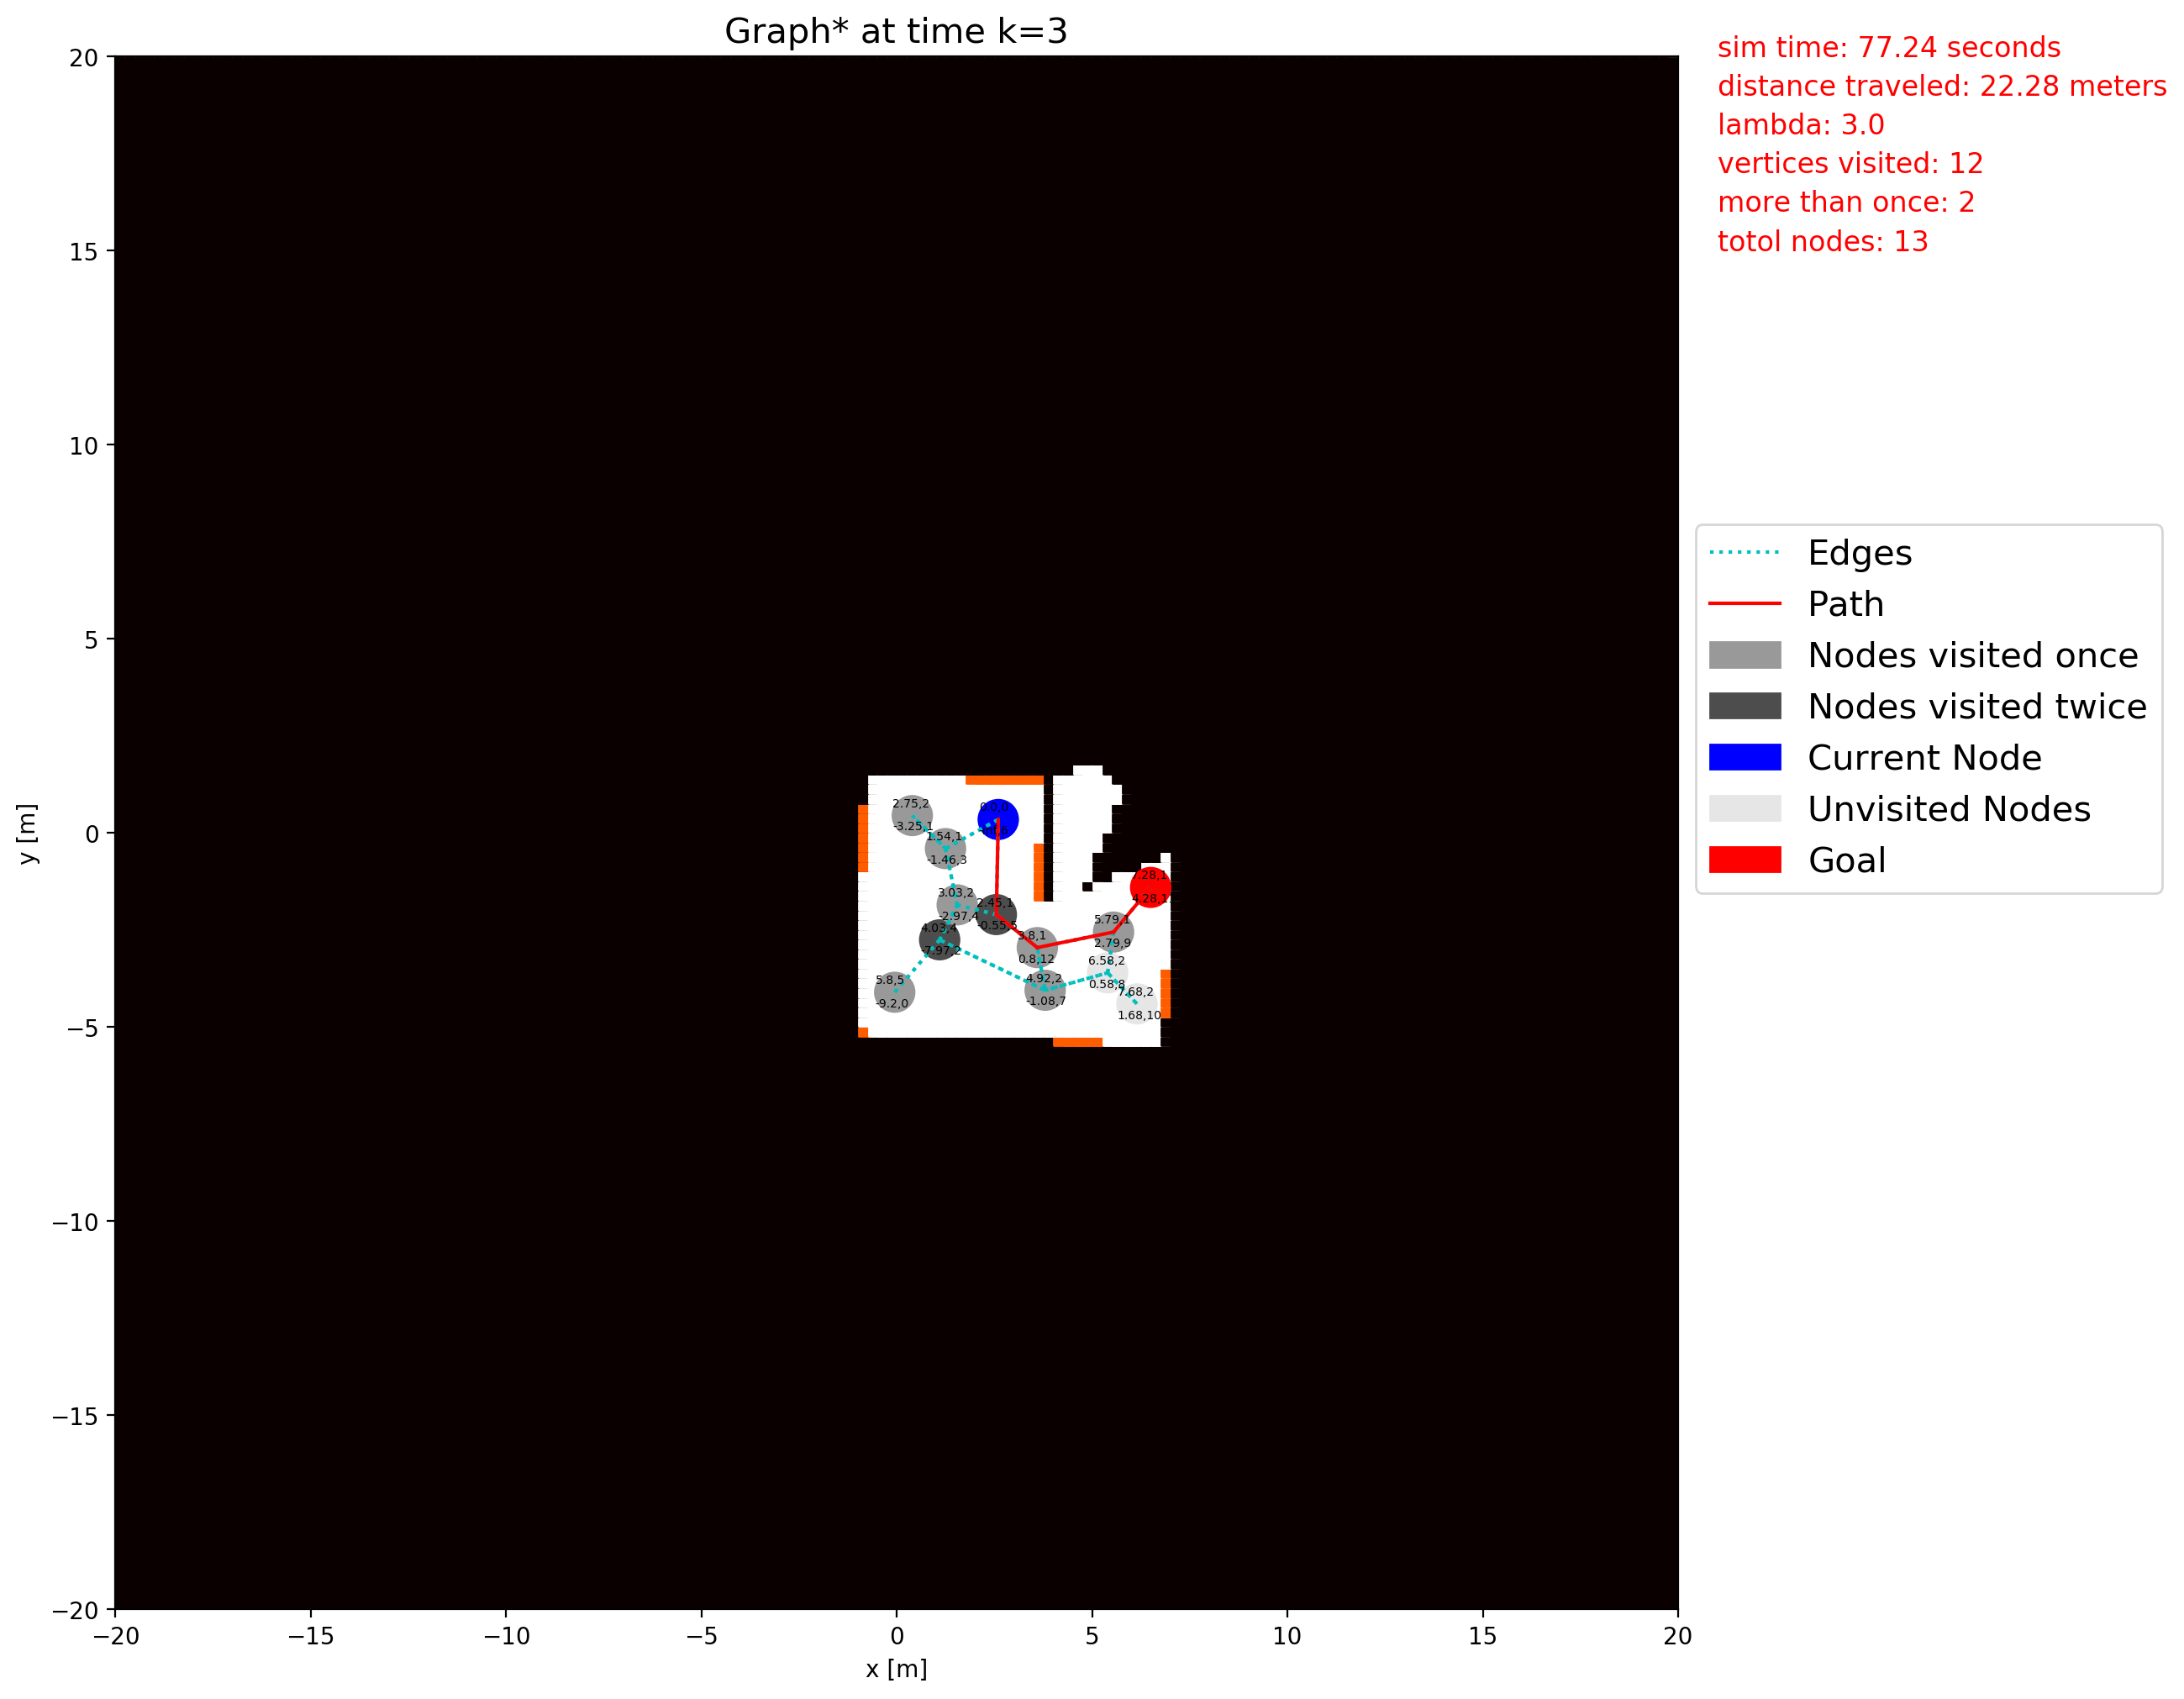 Graph* at time k=3
sim time: 77.24 seconds
distance traveled: 22.28 meters
lambda: 3.0
vertices visited: 12
more than once: 2
totol nodes: 13
Edges
Path
Nodes visited once
Nodes visited twice
Current Node
Unvisited Nodes
Goal
y [m]
20
15
10
5
0
−5
−10
−15
−20
2.75,2
-3.25,1
1.54,1
-1.46,3
3.03,2
-2.97,4
2.45,1
-0.55,5
4.03,4
-7.97,2
5.8,5
-9.2,0
3.8,1
0.8,12
4.92,2
-1.08,7
5.79,1
2.79,9
6.58,2
0.58,8
7.68,2
1.68,10
.28,1
4.28,1
−20
−15
−10
−5
0
5
10
15
20
x [m]